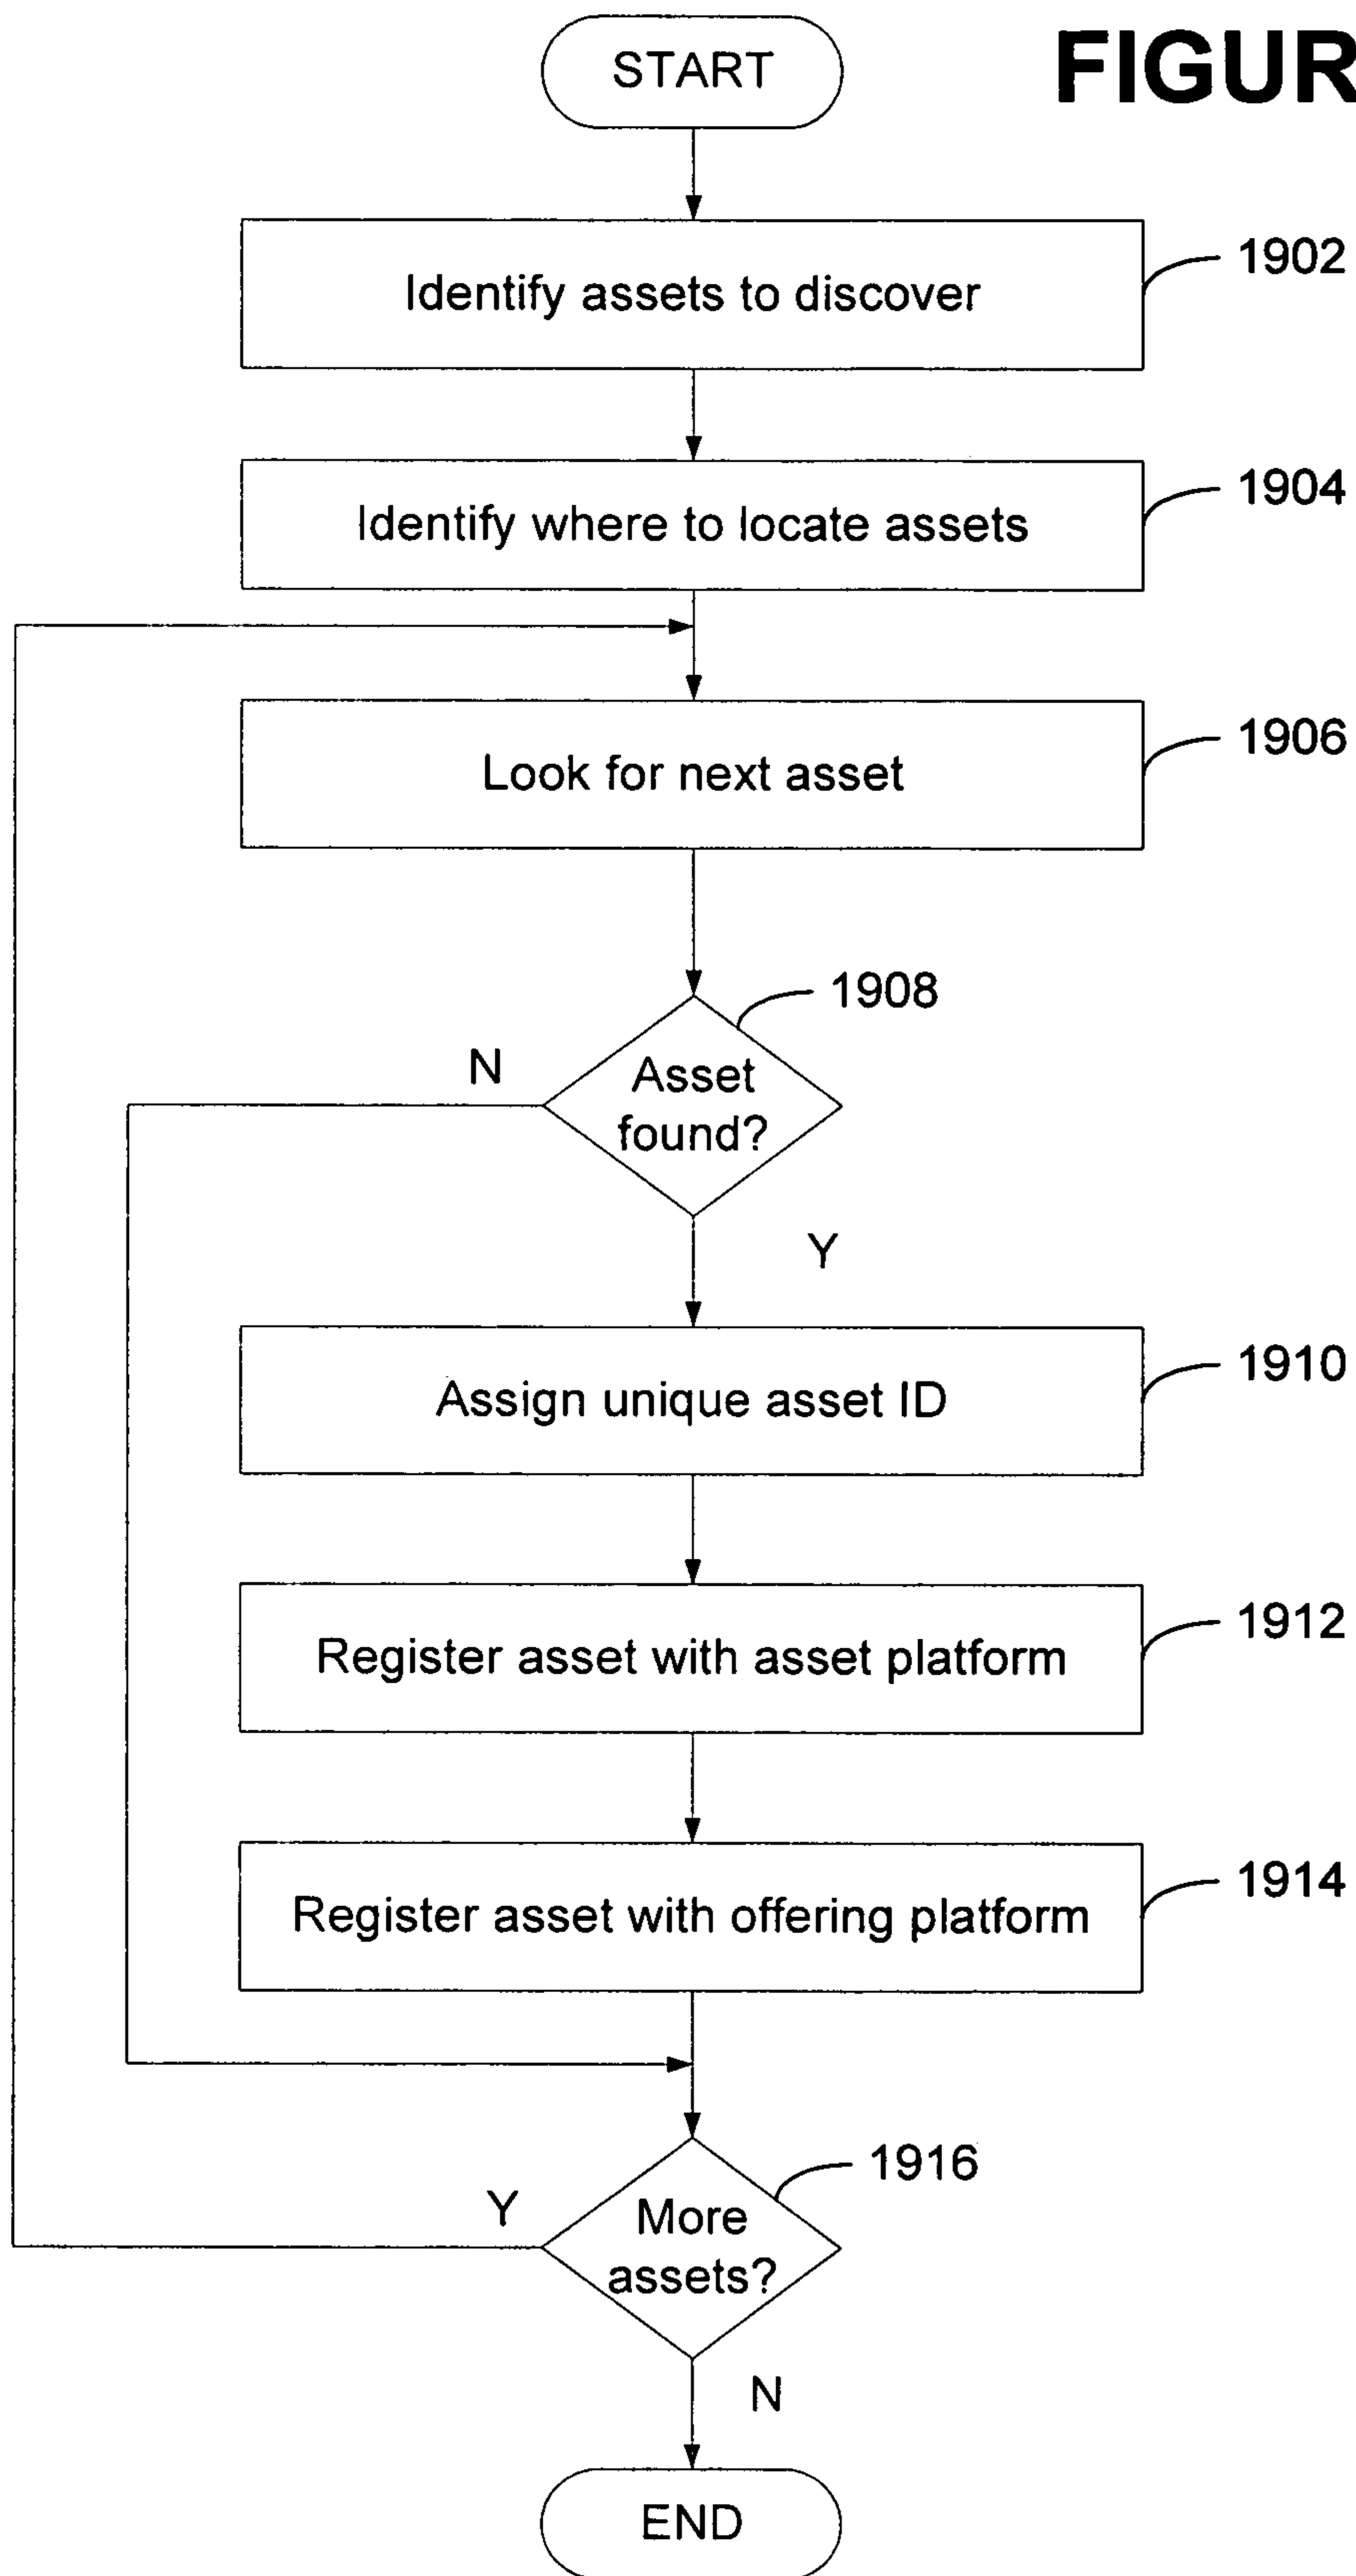 START
FIGUR
Identify assets to discover
1902
Identify where to locate assets
1904
Look for next asset
1906
1908
N
Asset
found?
Y
Assign unique asset ID
1910
Register asset with asset platform
1912
Register asset with offering platform
1914
1916
Y
More
assets?
N
END